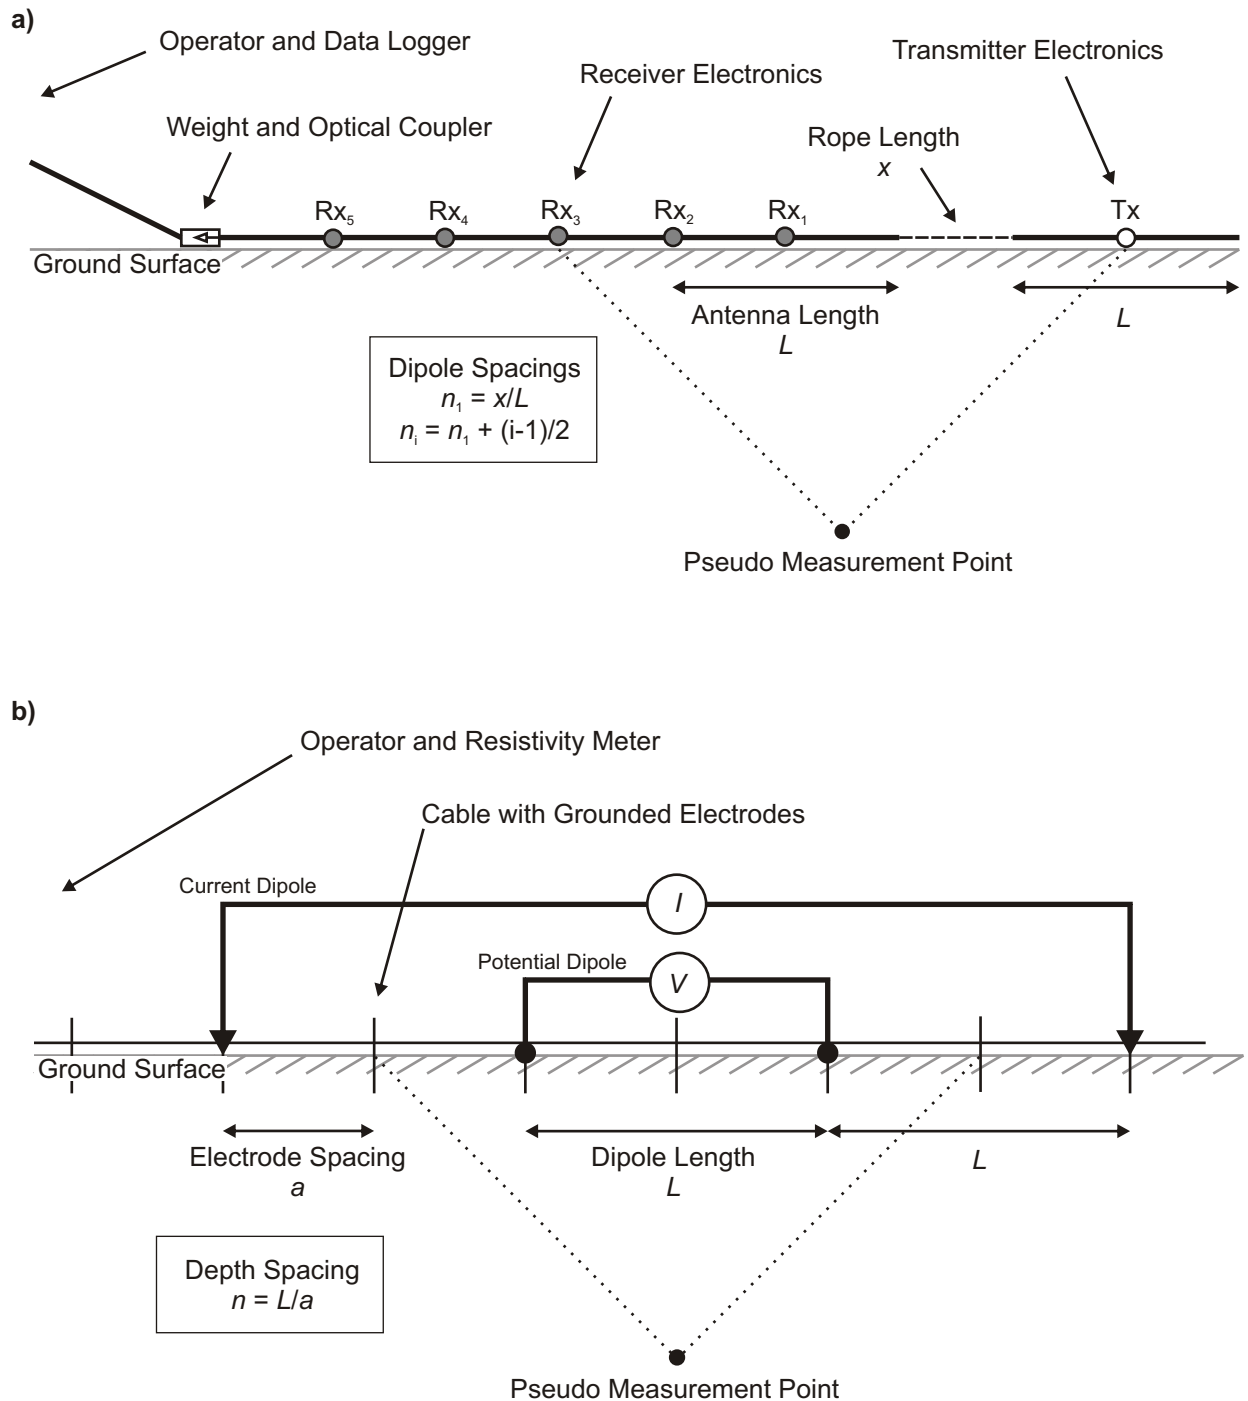 a)
Operator and Data Logger
Transmitter Electronics
Receiver Electronics
Weight and Optical Coupler
Rope Length
x
Rx5
Rx4
Rx3
Rx2
Rx1
Tx
Ground Surface
Antenna Length
L
L
Dipole Spacings
n1 = x/L
ni = n1 + (i-1)/2
Pseudo Measurement Point
b)
Operator and Resistivity Meter
Cable with Grounded Electrodes
Current Dipole
I
Potential Dipole
V
Ground Surface
Electrode Spacing
a
Dipole Length
L
L
Depth Spacing
n = L/a
Pseudo Measurement Point